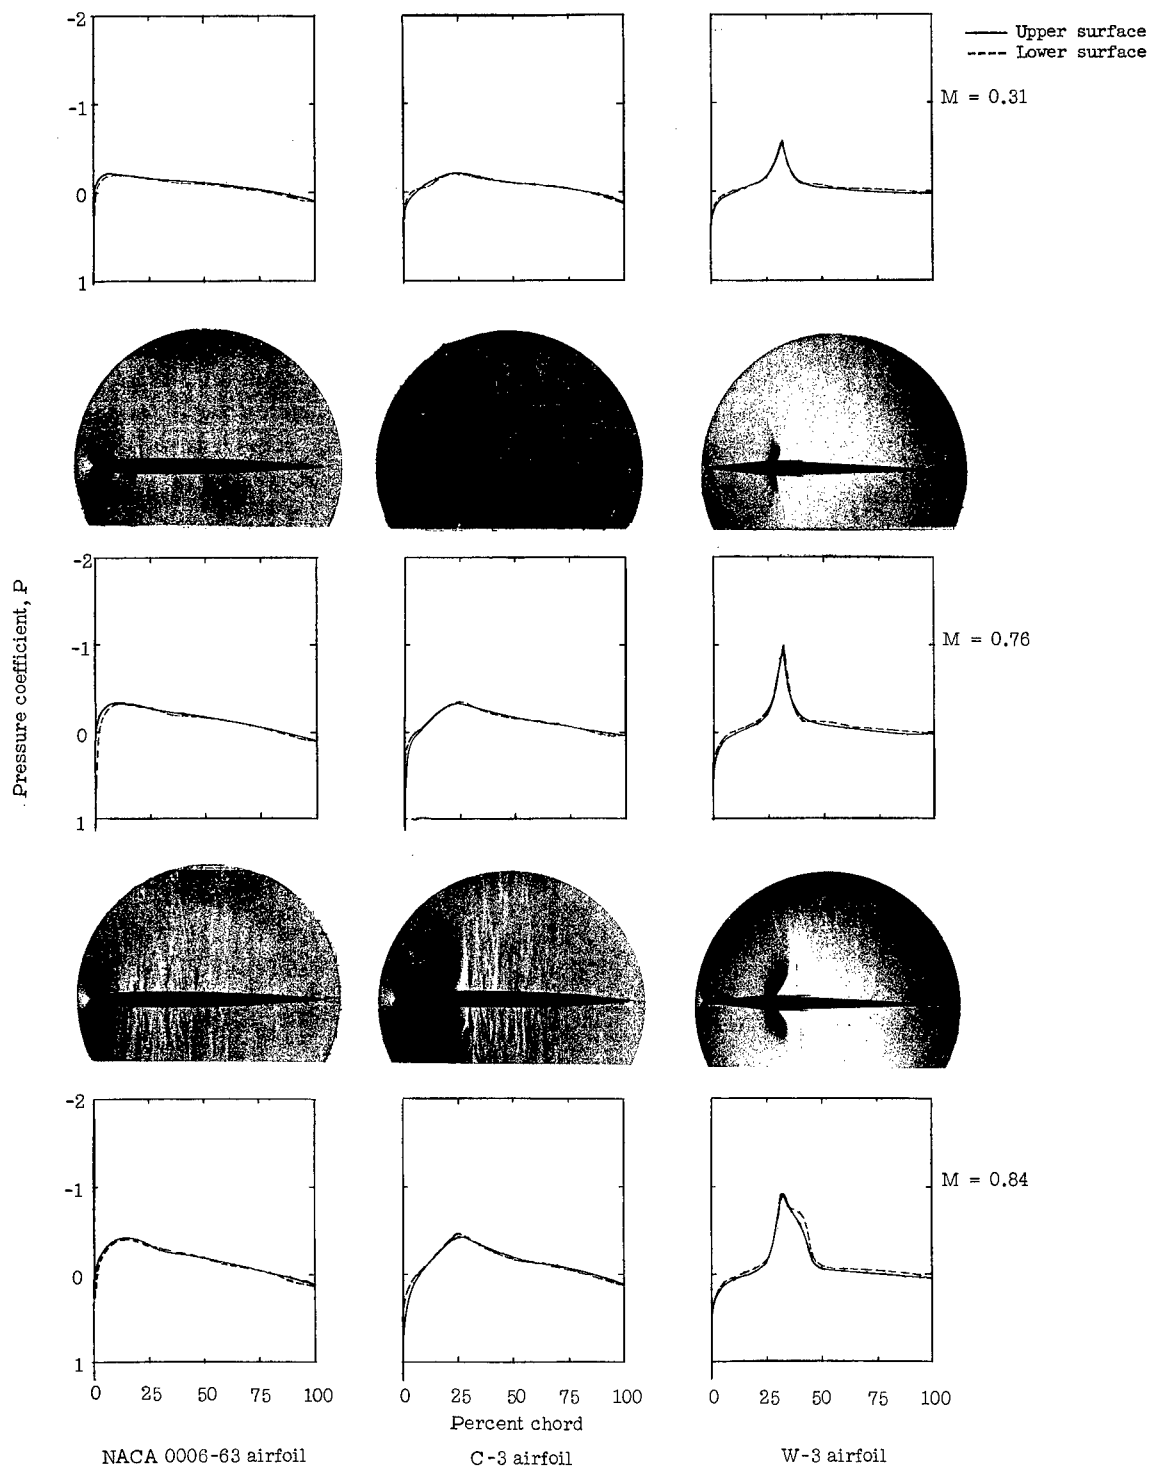 -2
-1
0
1
Upper surface
Lower surface
M = 0.31
-2
-1
0
1
M = 0.76
Pressure coefficient, P
-2
-1
0
1
M = 0.84
0 25 50 75 100
0 25 50 75 100
0 25 50 75 100
Percent chord
NACA 0006-63 airfoil
C-3 airfoil
W-3 airfoil